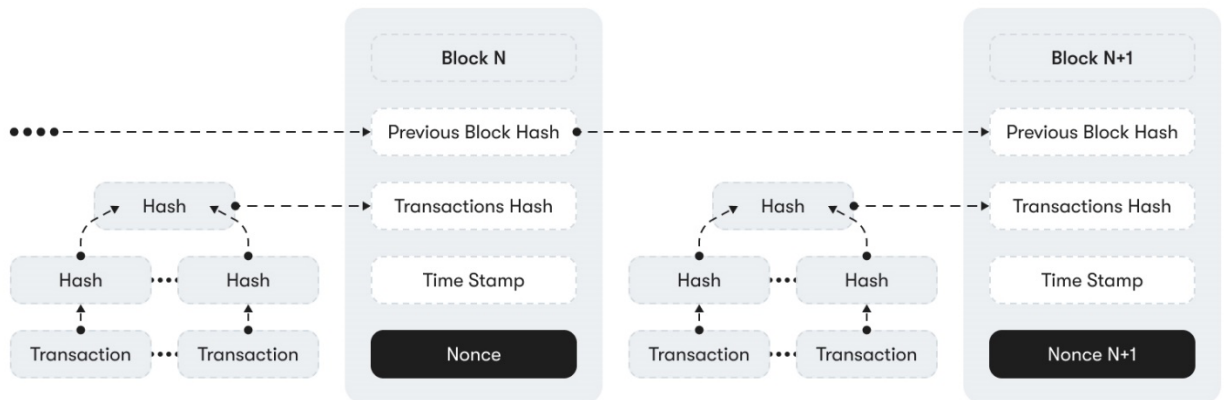 Block N
Block N+1
Previous Block Hash
Previous Block Hash
Hash
Transactions Hash
Hash
Transactions Hash
Hash
Hash
Time Stamp
Hash
Hash
Time Stamp
Transaction
Transaction
Nonce
Transaction
Transaction
Nonce N+1